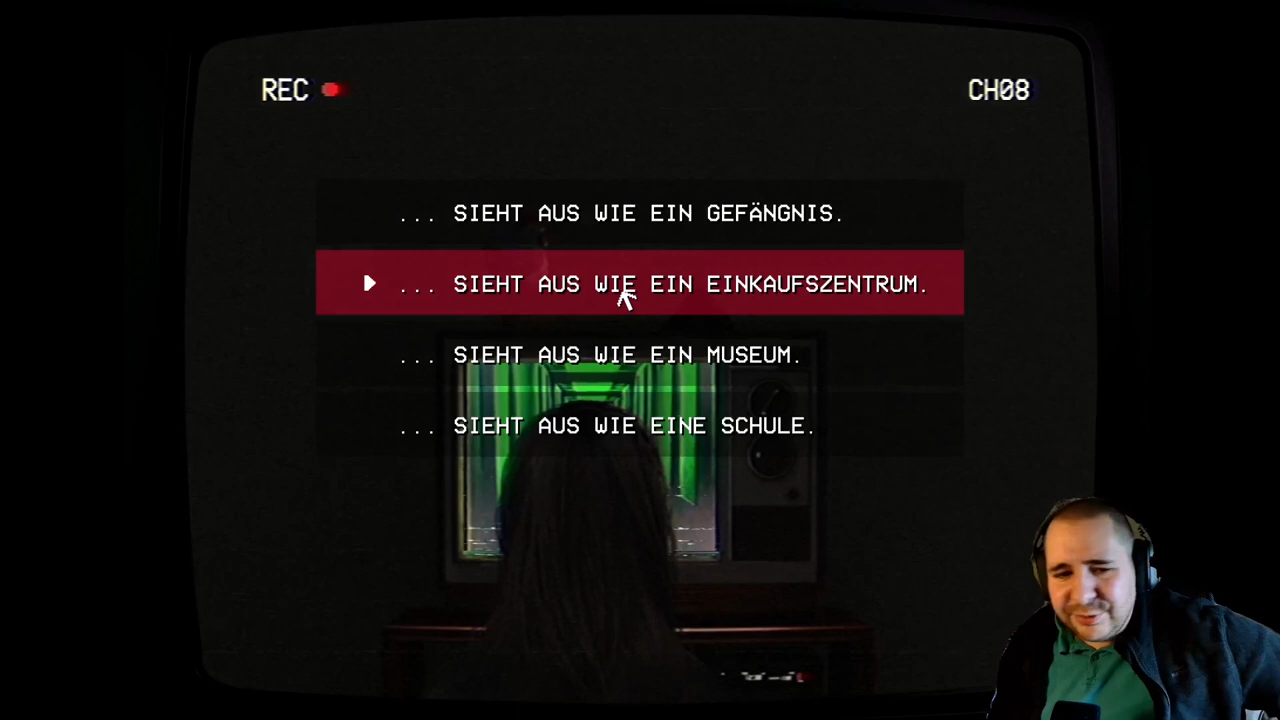 REC CH08
... SIEHT AUS WIE EIN GEFÄNGNIS.
... SIEHT AUS WIE EIN EINKAUFSZENTRUM.
... SIEHT AUS WIE EIN MUSEUM.
... SIEHT AUS WIE EINE SCHULE.